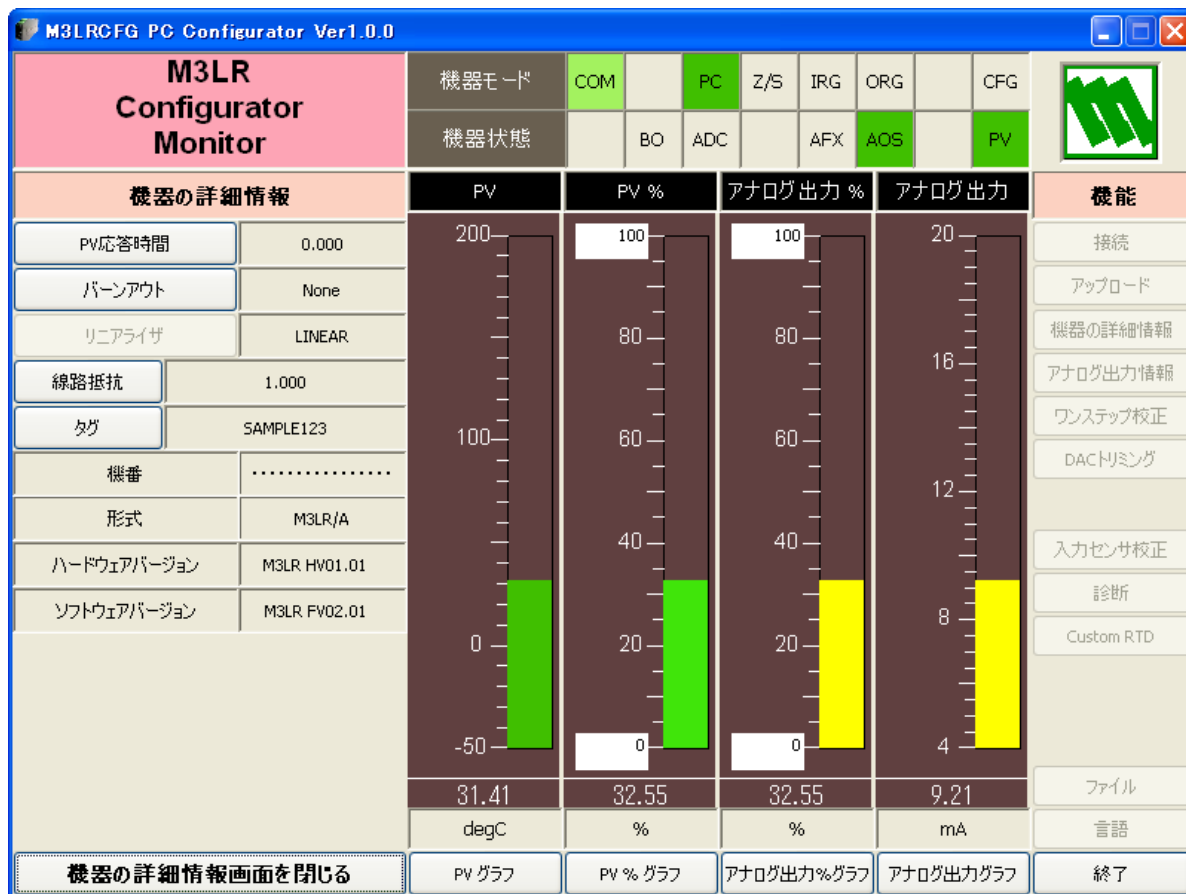 M3LRCFG PC Configurator Ver1.0.0
M3LR
Configurator
Monitor
機器モード
COM
PC
Z/S
IRG
ORG
CFG
機器状態
BO
ADC
AFX
AOS
PV
機器の詳細情報
PV応答時間
0.000
バーンアウト
None
リニアライザ
LINEAR
線路抵抗
1.000
タグ
SAMPLE123
機番
・・・・・・・・・・・・・・・・
形式
M3LR/A
ハードウェアバージョン
M3LR HV01.01
ソフトウェアバージョン
M3LR FV02.01
機器の詳細情報画面を閉じる
PV
200
100
0
-50
31.41
degC
PV グラフ
PV %
100
80
60
40
20
0
32.55
%
PV % グラフ
アナログ出力 %
100
80
60
40
20
0
32.55
%
アナログ出力%グラフ
アナログ出力
20
16
12
8
4
9.21
mA
アナログ出力グラフ
機能
接続
アップロード
機器の詳細情報
アナログ出力情報
ワンステップ校正
DACトリミング
入力センサ校正
診断
Custom RTD
ファイル
言語
終了